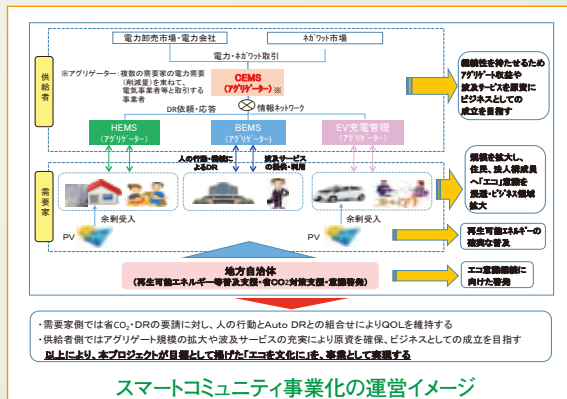 電力卸売市場・電力会社
ネガワット市場
電力・ネガワット取引
供給者
※アグリゲーター:複数の需要家の電力需要
(削減量)を束ねて、
電気事業者等と取引する
事業者
CEMS
(アグリゲーター)※
DR依頼・応答
情報ネットワーク
HEMS
(アグリゲータ)
BEMS
(アグリゲータ)
EV充電管理
(アグリゲータ)
継続性を持たせるため
アグリゲート収益や
波及サービスを原資に
ビジネスとしての
成立を目指す
人の行動・機械に
よるDR
波及サービス
の提供・利用
需要家
規模を拡大し、
住民、法人構成員
へ「エコ」意識を
浸透・ビジネス領域
拡大
余剰受入
PV
余剰受入
PV
再生可能エネルギーの
確実な普及
地方自治体
(再生可能エネルギー等普及支援・省CO2対策支援・意識啓発)
エコ意識継続に
向けた啓発
・需要家側では省CO2・DRの要請に対し、人の行動とAuto DRとの組合せによりQOLを維持する
・供給者側ではアグリゲート規模の拡大や波及サービスの充実により原資を確保、ビジネスとしての成立を目指す
以上により、本プロジェクトが目標として掲げた「エコを文化に」を、事業として実現する
スマートコミュニティ事業化の運営イメージ